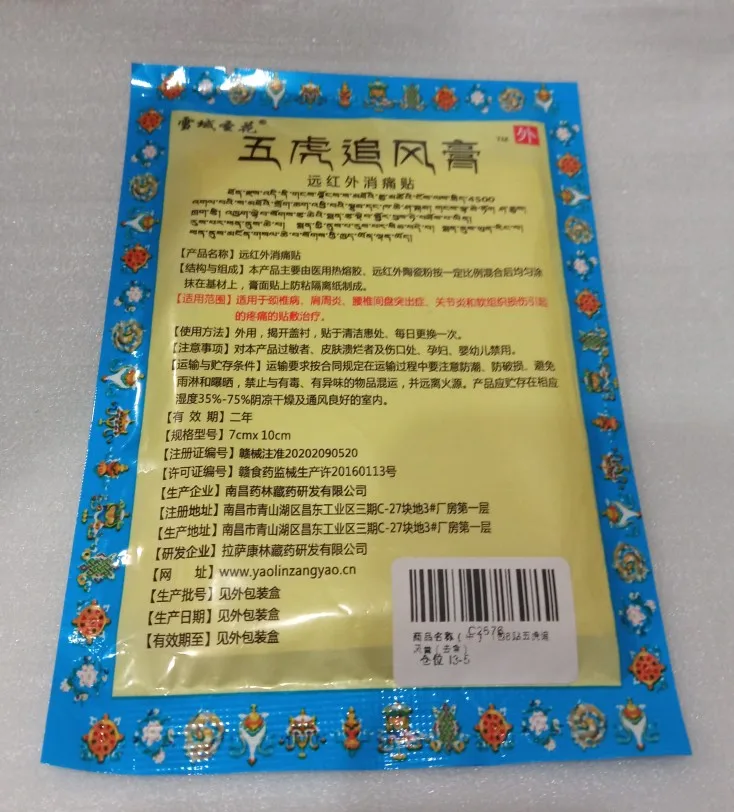 雪域圣花®
五虎追风膏 TM 外
远红外消痛贴
【产品名称】远红外消痛贴
【结构与组成】本产品主要由医用热熔胶、远红外陶瓷粉按一定比例混合后均匀涂
抹在基材上，膏面贴上防粘隔离纸制成。
【适用范围】适用于颈椎病、肩周炎、腰椎间盘突出症、关节炎和软组织损伤引起
的疼痛的贴敷治疗。
【使用方法】外用，揭开盖衬，贴于清洁患处、每日更换一次。
【注意事项】对本产品过敏者、皮肤溃烂者及伤口处、孕妇、婴幼儿禁用。
【运输与贮存条件】运输要求按合同规定在运输过程中要注意防潮、防破损、避免
雨淋和曝晒，禁止与有毒、有异味的物品混运，并远离火源。产品应贮存在相应
湿度35%-75%阴凉干燥及通风良好的室内。
【有 效 期】二年
【规格型号】7cmx10cm
【注册证编号】赣械注准20202090520
【许可证编号】赣食药监械生产许20160113号
【生产企业】南昌药林藏药研发有限公司
【注册地址】南昌市青山湖区昌东工业区三期C-27块地3#厂房第一层
【生产地址】南昌市青山湖区昌东工业区三期C-27块地3#厂房第一层
【研发企业】拉萨康林藏药研发有限公司
【网 址】www.yaolinzangyao.cn
【生产批号】见外包装盒
【生产日期】见外包装盒
【有效期至】见外包装盒
C2578
商品名称
仓位 13-5